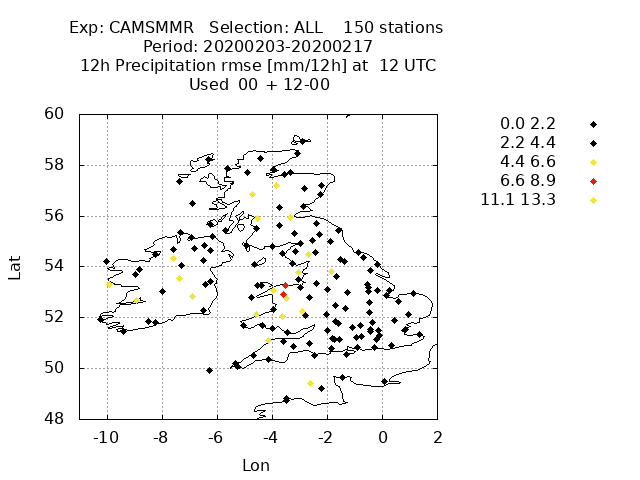 Exp: CAMSMMR   Selection: ALL    150 stations
Period: 20200203-20200217
12h Precipitation rmse [mm/12h] at  12 UTC
Used  00 + 12-00
60
58
56
54
52
50
48
Lat
-10 -8 -6 -4 -2 0 2
Lon
0.0 2.2
2.2 4.4
4.4 6.6
6.6 8.9
11.1 13.3